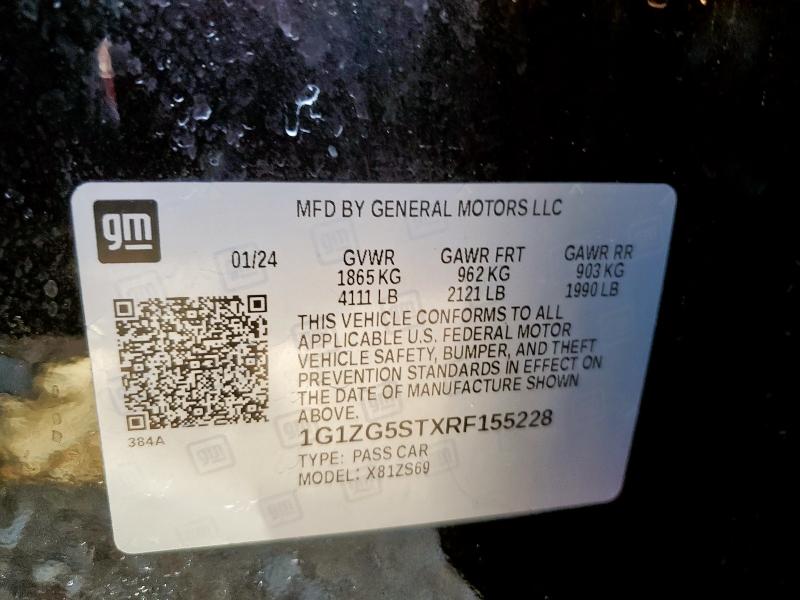 gm
MFD BY GENERAL MOTORS LLC
01/24 GVWR GAWR FRT GAWR RR
1865 KG 962 KG 903 KG
4111 LB 2121 LB 1990 LB
THIS VEHICLE CONFORMS TO ALL
APPLICABLE U.S. FEDERAL MOTOR
VEHICLE SAFETY, BUMPER, AND THEFT
PREVENTION STANDARDS IN EFFECT ON
THE DATE OF MANUFACTURE SHOWN
ABOVE.
384A
1G1ZG5STXRF155228
TYPE: PASS CAR
MODEL: X81ZS69